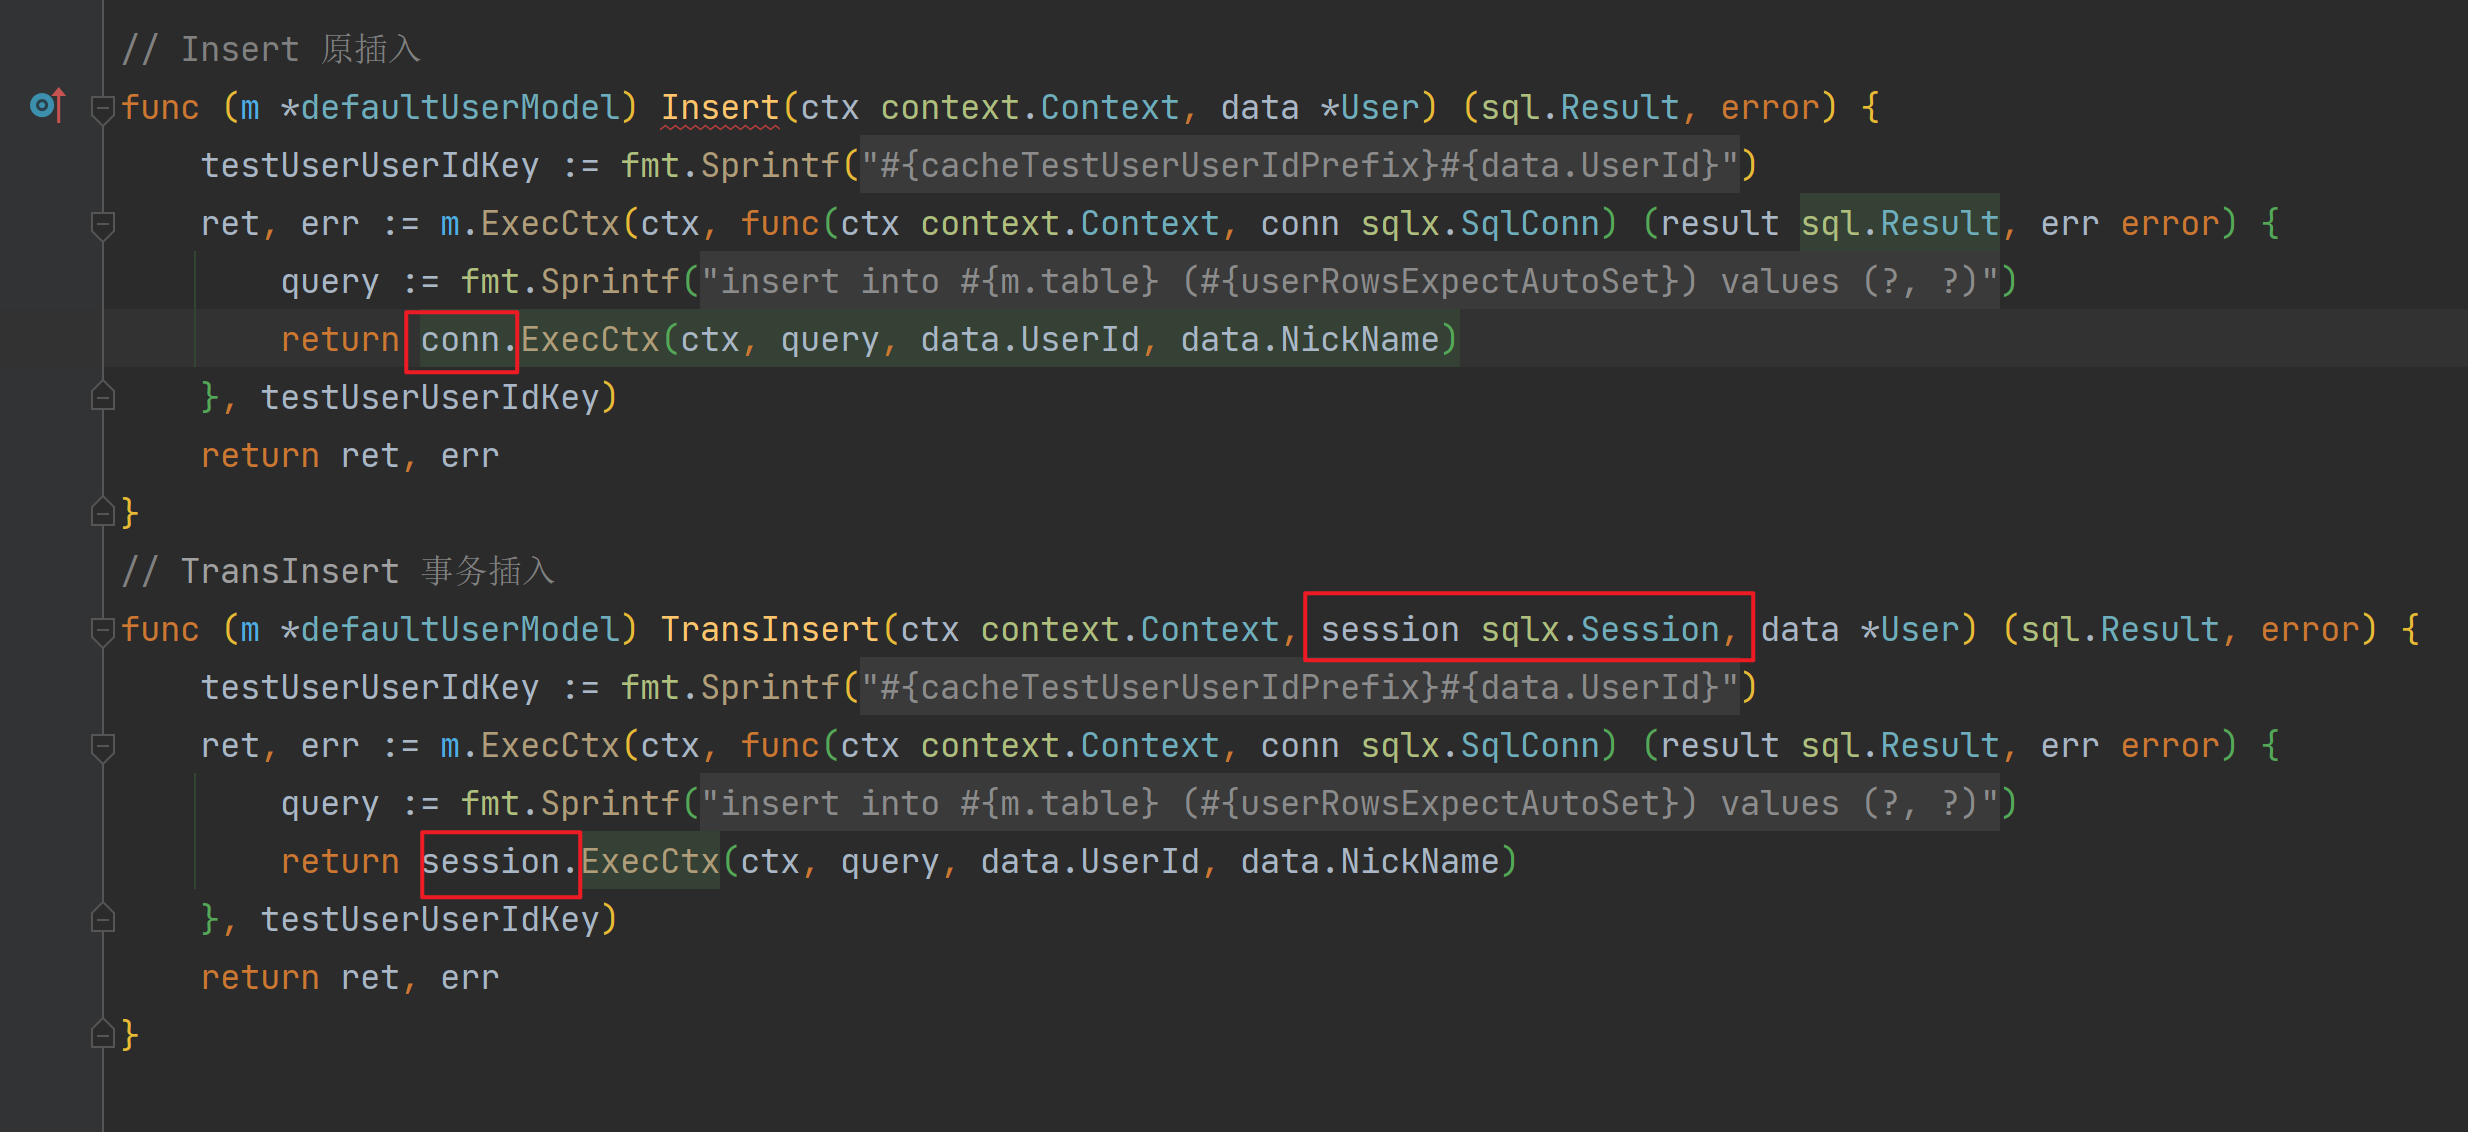 // Insert 原插入
func (m *defaultUserModel) Insert(ctx context.Context, data *User) (sql.Result, error) {
    testUserUserIdKey := fmt.Sprintf("#{cacheTestUserUserIdPrefix}#{data.UserId}")
    ret, err := m.ExecCtx(ctx, func(ctx context.Context, conn sqlx.SqlConn) (result sql.Result, err error) {
        query := fmt.Sprintf("insert into #{m.table} (#{userRowsExpectAutoSet}) values (?, ?)")
        return conn.ExecCtx(ctx, query, data.UserId, data.NickName)
    }, testUserUserIdKey)
    return ret, err
}
// TransInsert 事务插入
func (m *defaultUserModel) TransInsert(ctx context.Context, session sqlx.Session, data *User) (sql.Result, error) {
    testUserUserIdKey := fmt.Sprintf("#{cacheTestUserUserIdPrefix}#{data.UserId}")
    ret, err := m.ExecCtx(ctx, func(ctx context.Context, conn sqlx.SqlConn) (result sql.Result, err error) {
        query := fmt.Sprintf("insert into #{m.table} (#{userRowsExpectAutoSet}) values (?, ?)")
        return session.ExecCtx(ctx, query, data.UserId, data.NickName)
    }, testUserUserIdKey)
    return ret, err
}